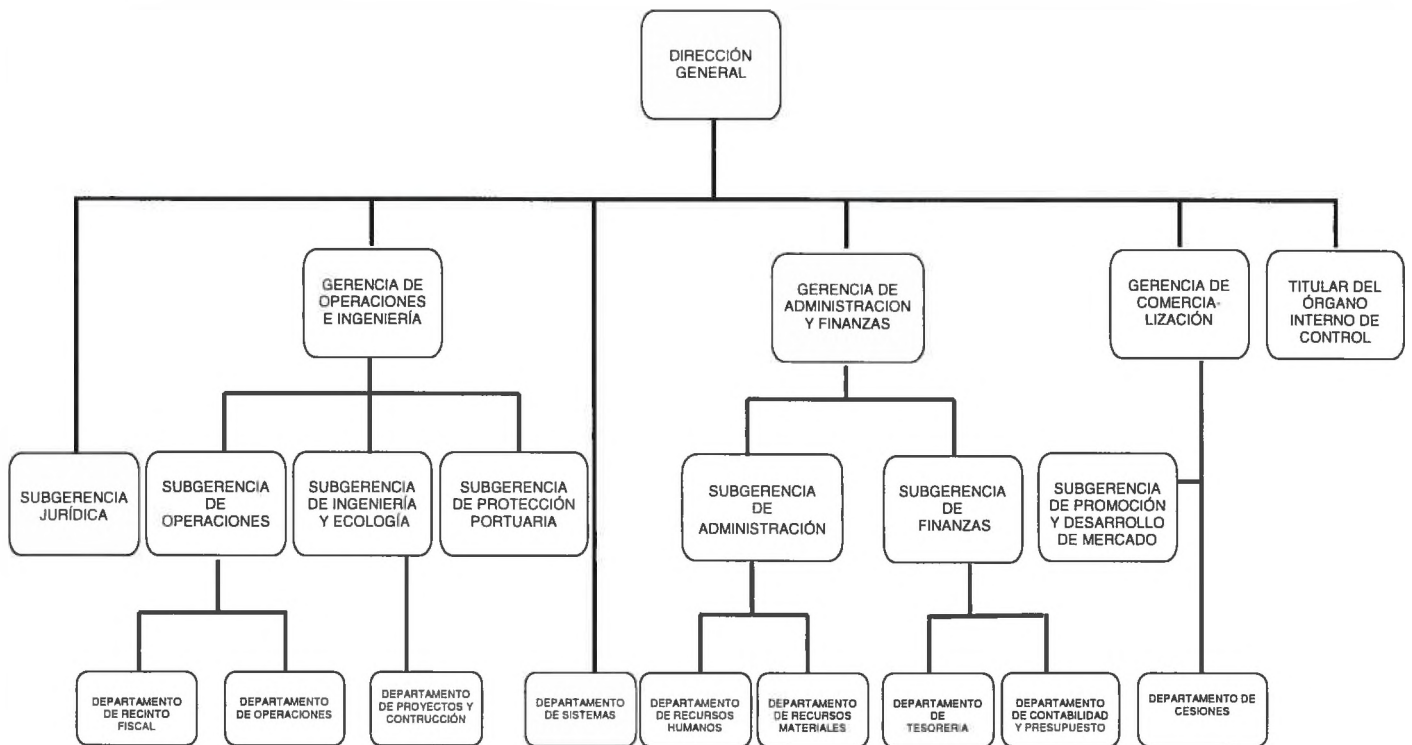 DIRECCIÓN
GENERAL
GERENCIA DE
OPERACIONES
E INGENIERÍA
GERENCIA DE
ADMINISTRACION
Y FINANZAS
GERENCIA DE
COMERCIA-
LIZACIÓN
TITULAR DEL
ÓRGANO
INTERNO DE
CONTROL
SUBGERENCIA
JURÍDICA
SUBGERENCIA
DE
OPERACIONES
SUBGERENCIA
DE INGENIERÍA
Y ECOLOGÍA
SUBGERENCIA
DE PROTECCIÓN
PORTUARIA
SUBGERENCIA
DE
ADMINISTRACIÓN
SUBGERENCIA
DE
FINANZAS
SUBGERENCIA
DE PROMOCIÓN
Y DESARROLLO
DE MERCADO
DEPARTAMENTO
DE RECINTO
FISCAL
DEPARTAMENTO
DE OPERACIONES
DEPARTAMENTO
DE PROYECTOS Y
CONTRUCCIÓN
DEPARTAMENTO
DE SISTEMAS
DEPARTAMENTO
DE RECURSOS
HUMANOS
DEPARTAMENTO
DE RECURSOS
MATERIALES
DEPARTAMENTO
DE
TESORERIA
DEPARTAMENTO
DE CONTABILIDAD
Y PRESUPUESTO
DEPARTAMENTO DE
CESIONES